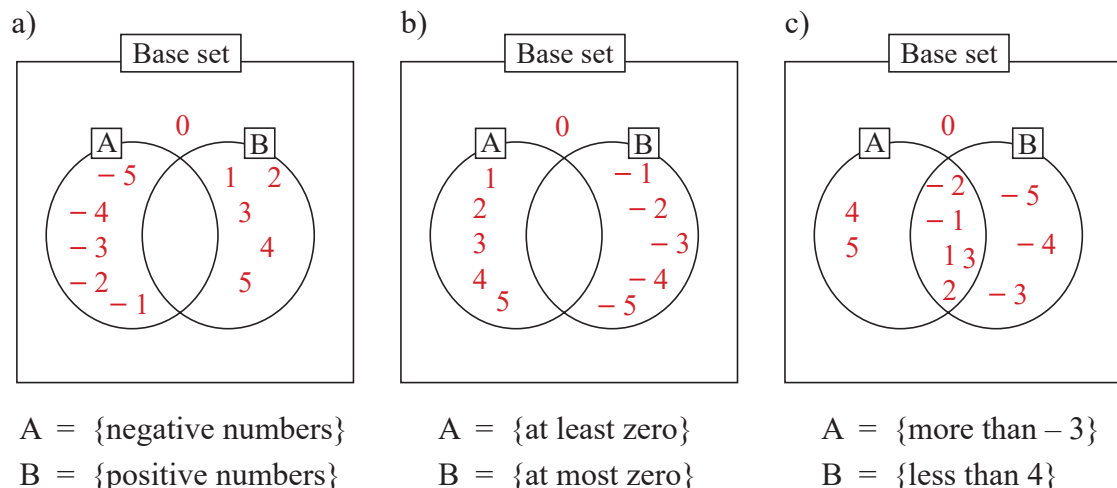 a)
Base set
0
A
B
– 5
1 2
– 4
3
– 3
4
– 2
5
– 1
A = {negative numbers}
B = {positive numbers}
b)
Base set
0
A
B
1
– 1
2
– 2
3
– 3
4
– 4
5
– 5
A = {at least zero}
B = {at most zero}
c)
Base set
0
A
B
– 2
– 5
4
– 1
5
– 4
1 3
2
– 3
A = {more than – 3}
B = {less than 4}